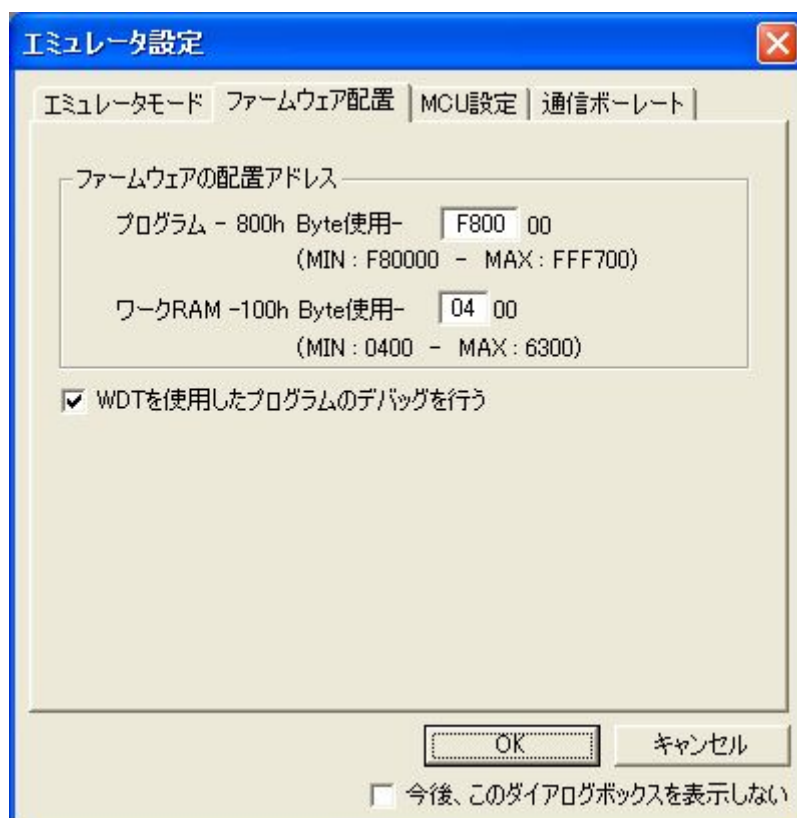 エミュレータ設定
エミュレータモード ファームウェア配置 MCU設定 通信ボーレート
ファームウェアの配置アドレス
プログラム - 800h Byte使用- F800 00
(MIN : F80000 - MAX : FFF700)
ワークRAM -100h Byte使用- 04 00
(MIN : 0400 - MAX : 6300)
WDTを使用したプログラムのデバッグを行う
OK キャンセル
今後、このダイアログボックスを表示しない